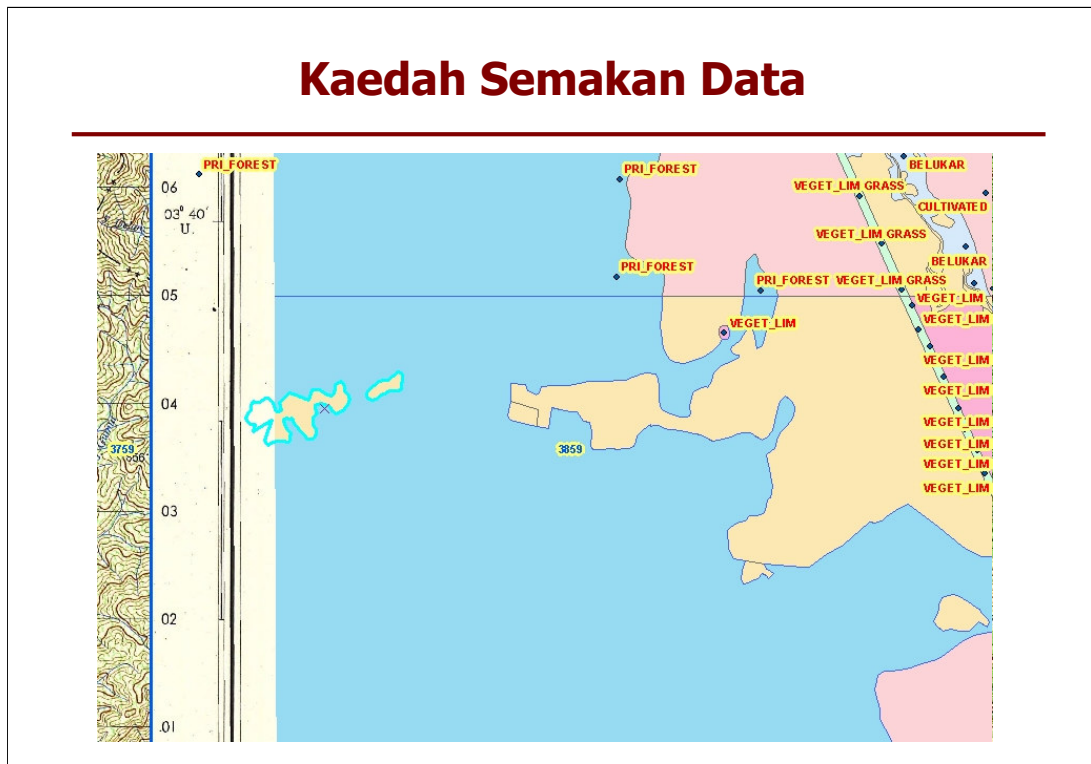 Kaedah Semakan Data
PRI_FOREST
PRI_FOREST
BELUKAR
06
VEGET_LIM GRASS
03° 40′
U.
CULTIVATED
VEGET_LIM GRASS
BELUKAR
PRI_FOREST
PRI_FOREST
VEGET_LIM GRASS
05
VEGET_LIM
VEGET_LIM
VEGET_LIM
VEGET_LIM
VEGET_LIM
04
VEGET_LIM
3759
3859
VEGET_LIM
VEGET_LIM
VEGET_LIM
03
02
.01